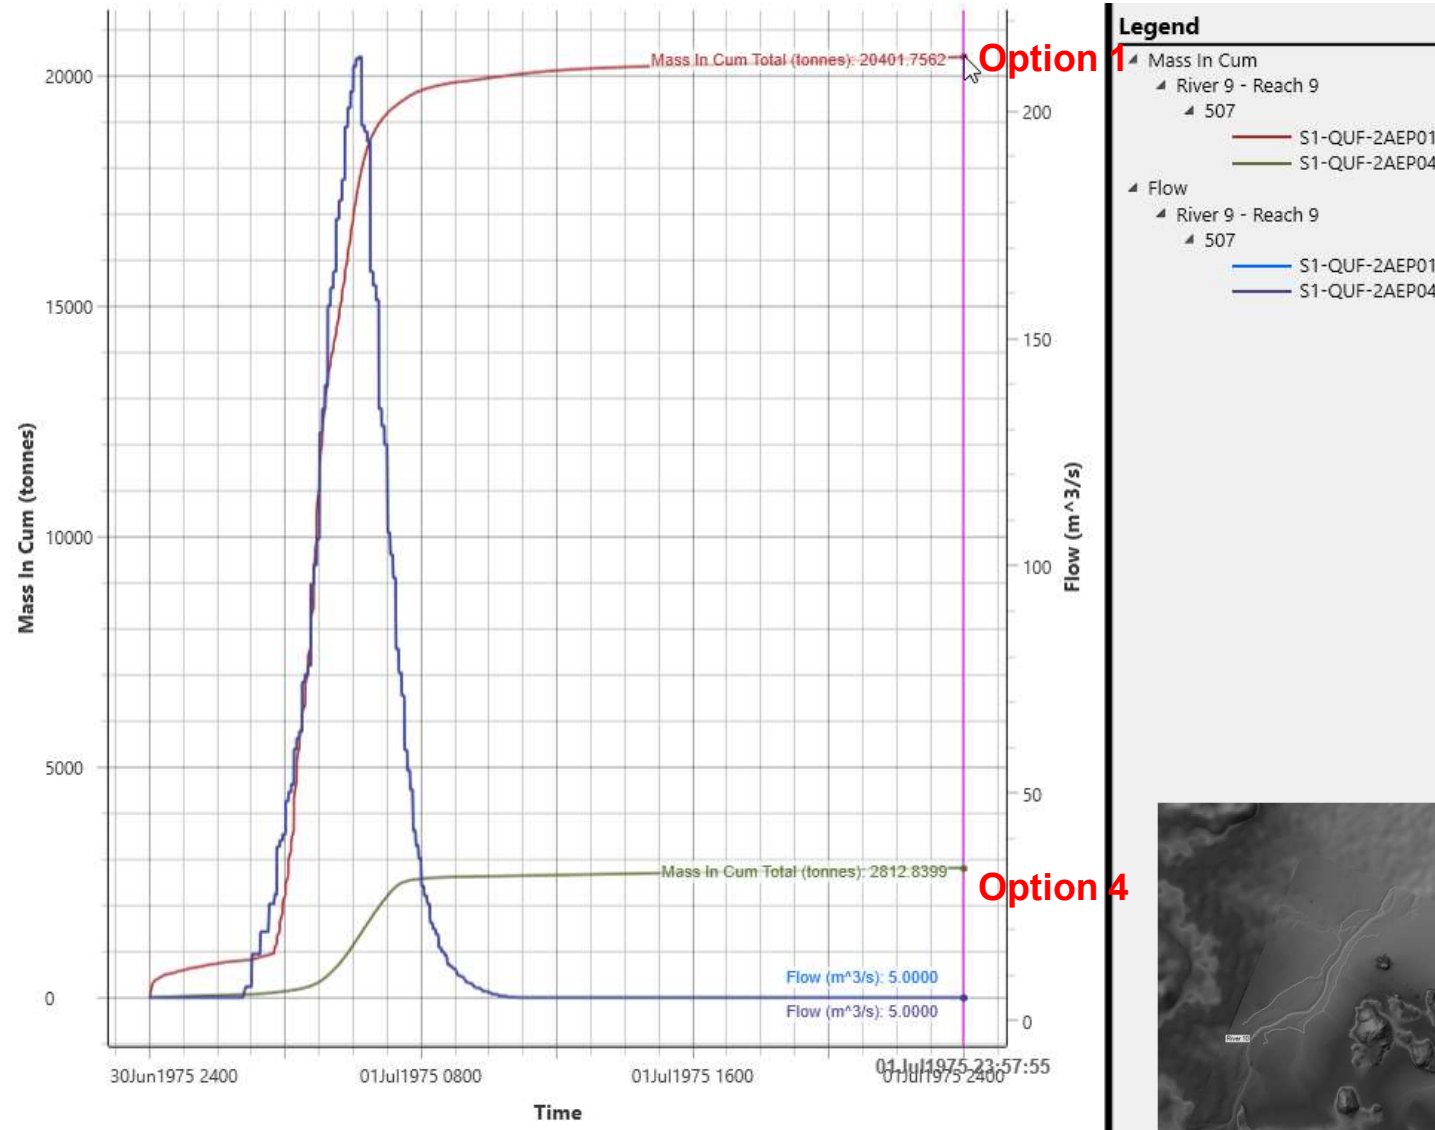 Mass In Cum (tonnes)
20000
15000
10000
5000
0
Mass In Cum Total (tonnes): 20401.7562
Option 1
Mass In Cum Total (tonnes): 2812.8399
Option 4
Flow (m^3/s): 5.0000
Flow (m^3/s): 5.0000
200
150
100
50
0
Flow (m^3/s)
01Jul1975 23:57:55
30Jun1975 2400
01Jul1975 0800
01Jul1975 1600
01Jul1975 2400
Time
Legend
Mass In Cum
River 9 - Reach 9
507
S1-QUF-2AEP01
S1-QUF-2AEP04
Flow
River 9 - Reach 9
507
S1-QUF-2AEP01
S1-QUF-2AEP04